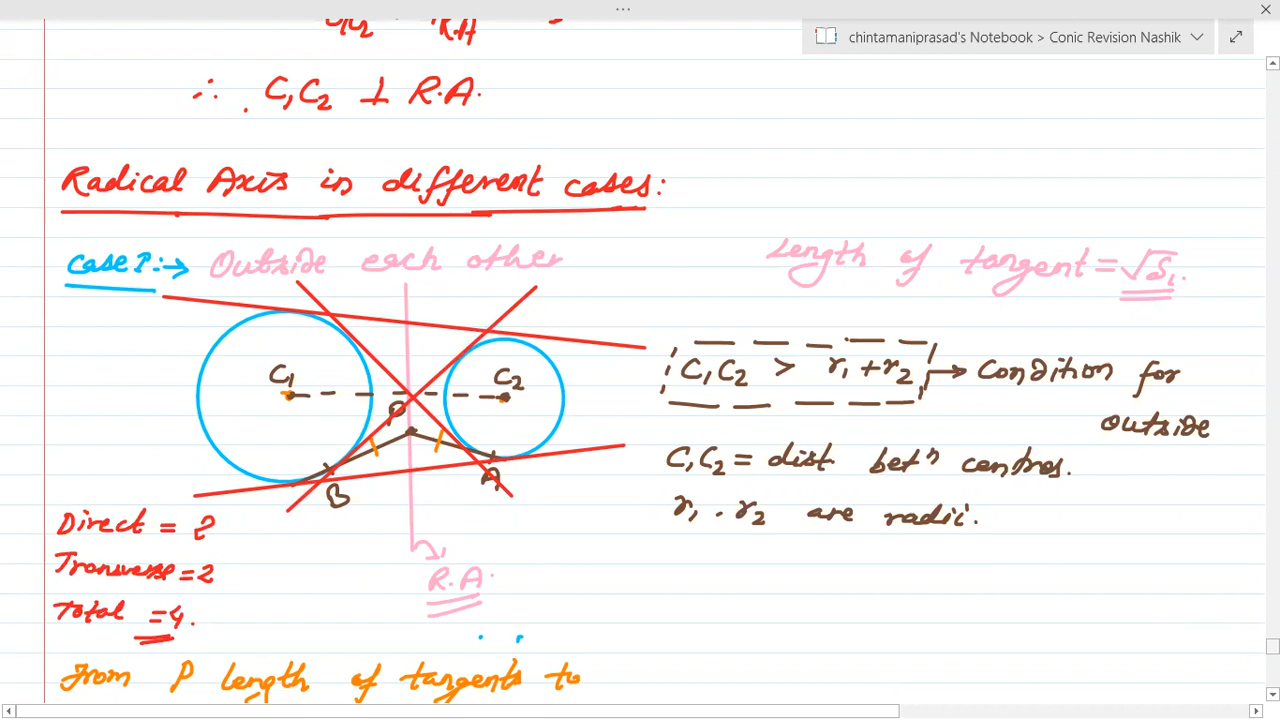 chintamaniprasad's Notebook > Conic Revision Nashik
C1C2 R.A
∴ C1C2 ⊥ R.A.
Radical Axis in different cases:
Case I:→ Outside each other
Length of tangent = √S1.
C1 C2
C1C2 > r1+r2 → Condition for
outside
P
C1C2 = dist betⁿ centres.
A
B
r1 . r2 are radii.
Direct = 2
Transverse = 2
R.A.
Total = 4.
From P length of tangents to